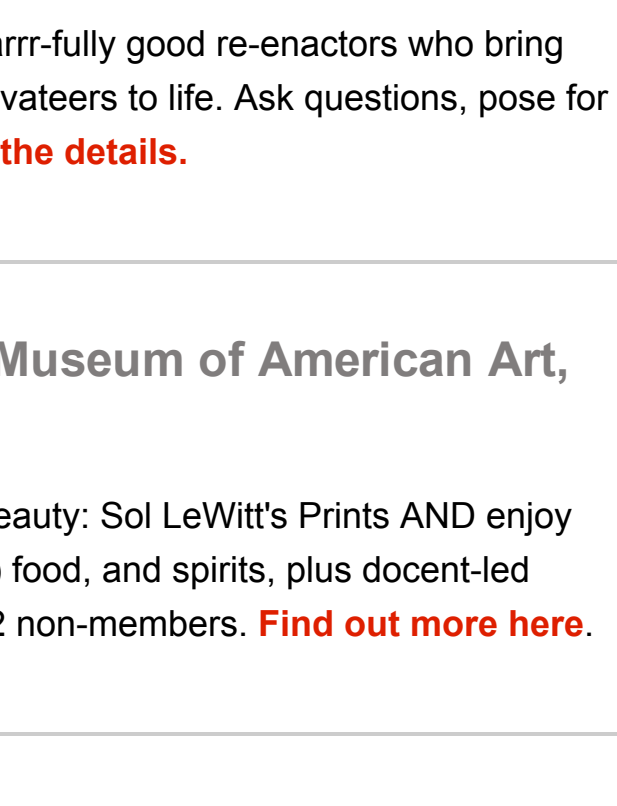 arrr-fully good re-enactors who bring
vateers to life. Ask questions, pose for
the details.
Museum of American Art,
eauty: Sol LeWitt's Prints AND enjoy
food, and spirits, plus docent-led
2 non-members. Find out more here.